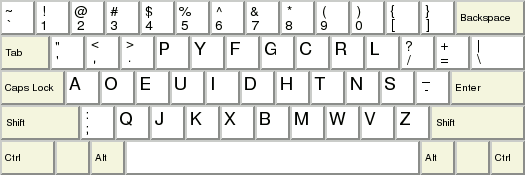 ~ ! @ # $ % ^ & * ( ) { } Backspace
` 1 2 3 4 5 6 7 8 9 0 [ ]
Tab " < > P Y F G C R L ? + |
' , . / = \
Caps Lock A O E U I D H T N S _ Enter
-
Shift : Q J K X B M W V Z Shift
;
Ctrl Alt Alt Ctrl